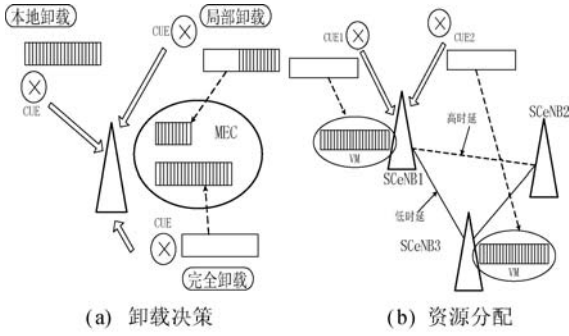 本地卸载
CUE
局部卸载
CUE
MEC
CUE
完全卸载
(a) 卸载决策
CUE1
CUE2
VM
SCeNB1
高时延
SCeNB2
低时延
SCeNB3
VM
(b) 资源分配